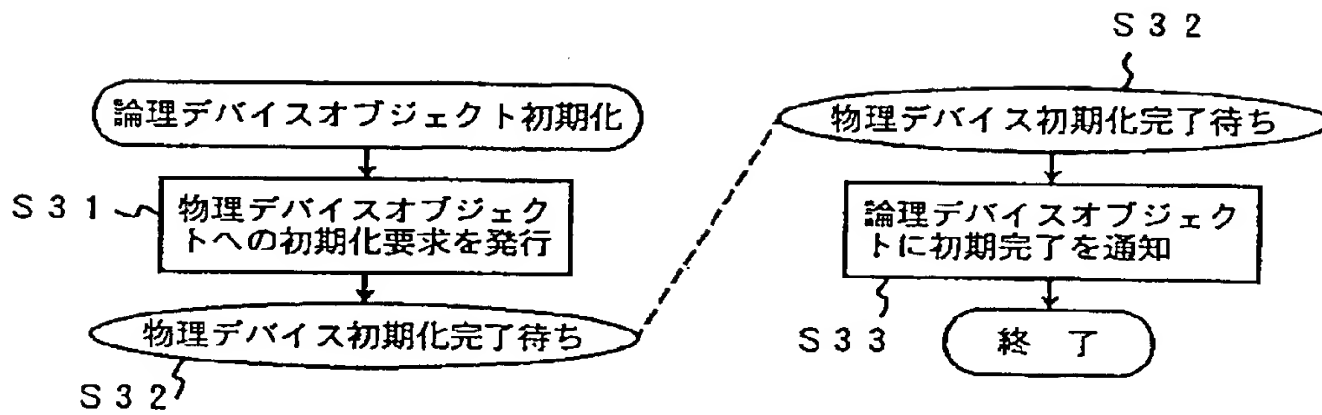 論理デバイスオブジェクト初期化
S31
物理デバイスオブジェク
トへの初期化要求を発行
物理デバイス初期化完了待ち
S32
S32
物理デバイス初期化完了待ち
論理デバイスオブジェク
トに初期完了を通知
S33
終 了